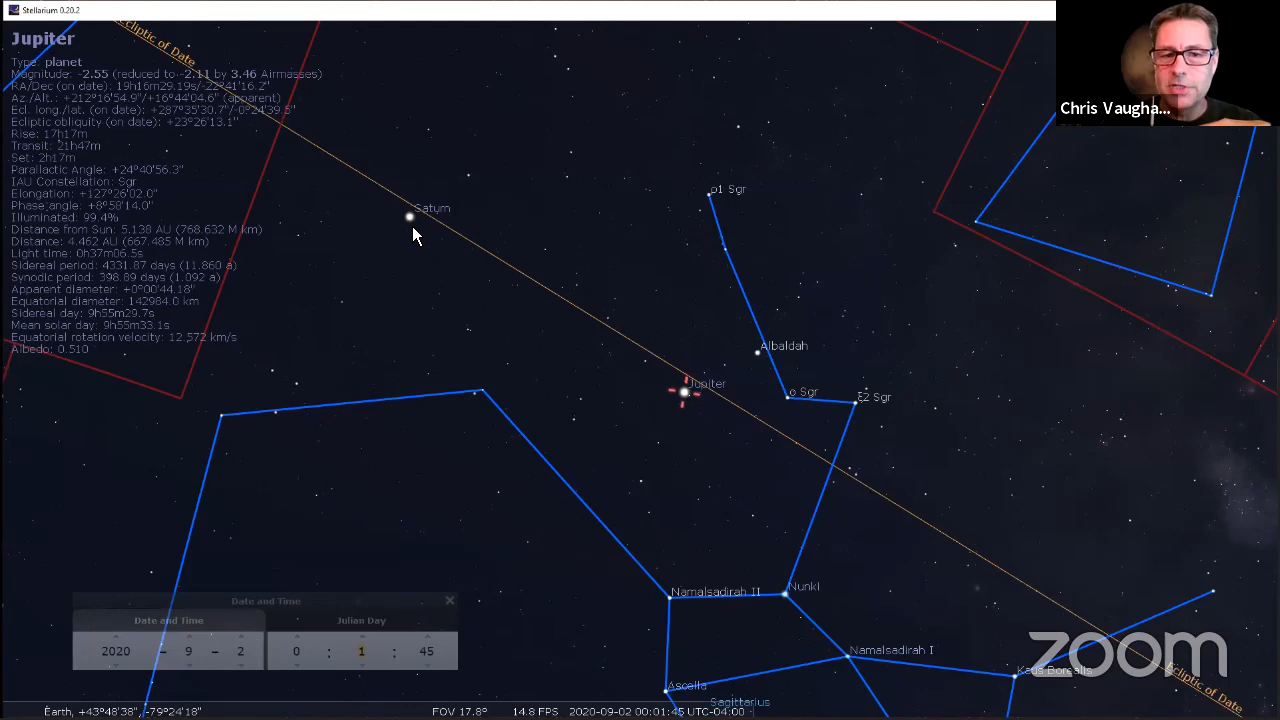 Stellarium 0.20.2
Ecliptic of Date
Jupiter
Type: planet
Magnitude: -2.55 (reduced to -2.11 by 3.46 Airmasses)
RA/Dec (on date): 19h16m29.19s/-22°41'16.2"
Az./Alt.: +212°16'54.9"/+16°44'04.6" (apparent)
Ecl. long./lat. (on date): +287°35'30.7"/-0°24'39.5"
Ecliptic obliquity (on date): +23°26'13.1"
Rise: 17h17m
Transit: 21h47m
Set: 2h17m
Parallactic Angle: +24°40'56.3"
IAU Constellation: Sgr
Elongation: +127°26'02.0"
Phase angle: +8°58'14.0"
Illuminated: 99.4%
Distance from Sun: 5.138 AU (768.632 M km)
Distance: 4.462 AU (667.485 M km)
Light time: 0h37m06.5s
Sidereal period: 4331.87 days (11.860 a)
Synodic period: 398.89 days (1.092 a)
Apparent diameter: +0°00'44.18"
Equatorial diameter: 142984.0 km
Sidereal day: 9h55m29.7s
Mean solar day: 9h55m33.1s
Equatorial rotation velocity: 12.572 km/s
Albedo: 0.510
Chris Vaugha...
Saturn
ο1 Sgr
Albaldah
Jupiter
ο Sgr
ξ2 Sgr
Namalsadirah II
Nunki
Namalsadirah I
Kaus Borealis
Ascella
Sagittarius
Ecliptic of Date
zoom
Date and Time
Date and Time
Julian Day
2020 - 9 - 2
0 : 1 : 45
Earth, +43°48'38", -79°24'18"
FOV 17.8°
14.8 FPS
2020-09-02 00:01:45 UTC-04:00